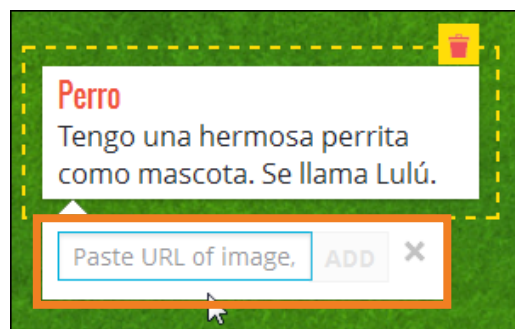 Perro
Tengo una hermosa perrita
como mascota. Se llama Lulú.
Paste URL of image,
ADD